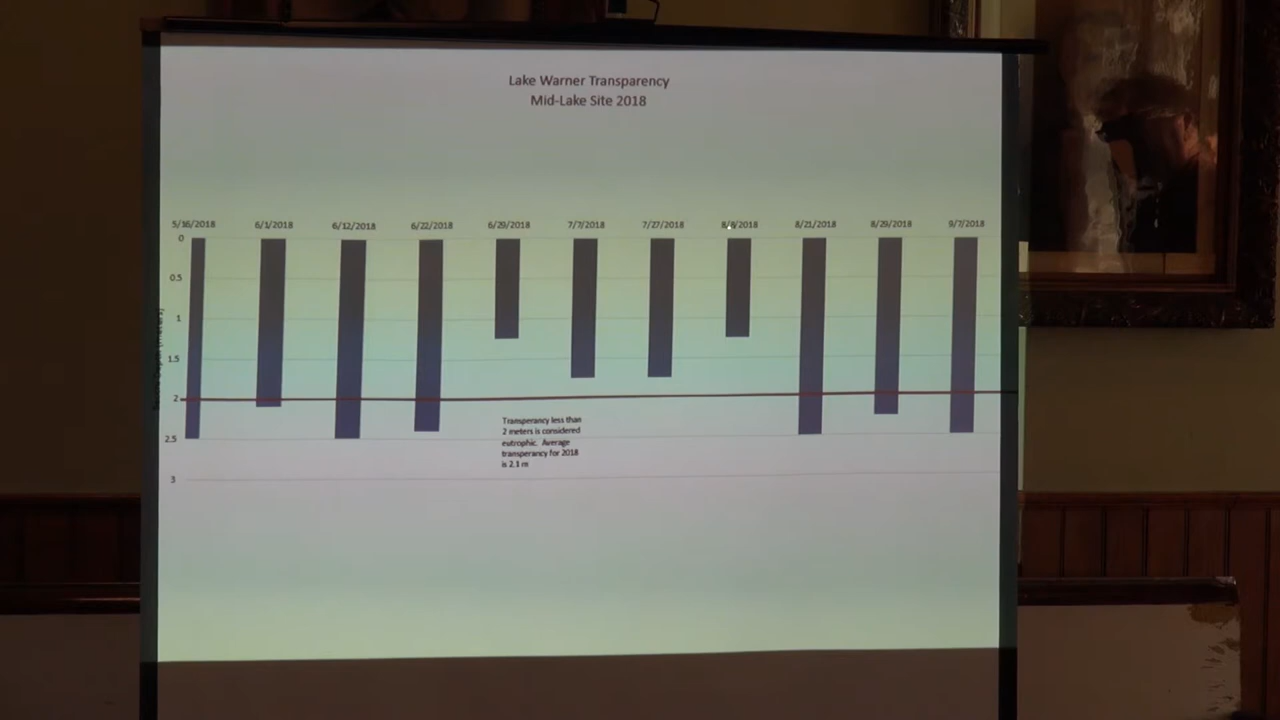 Lake Warner Transparency
Mid-Lake Site 2018
5/16/2018 6/1/2018 6/12/2018 6/22/2018 6/29/2018 7/7/2018 7/27/2018 8/8/2018 8/21/2018 8/29/2018 9/7/2018
0
0.5
1
1.5
2
2.5
3
Transperancy less than
2 meters is considered
eutrophic. Average
transperancy for 2018
is 2.1 m